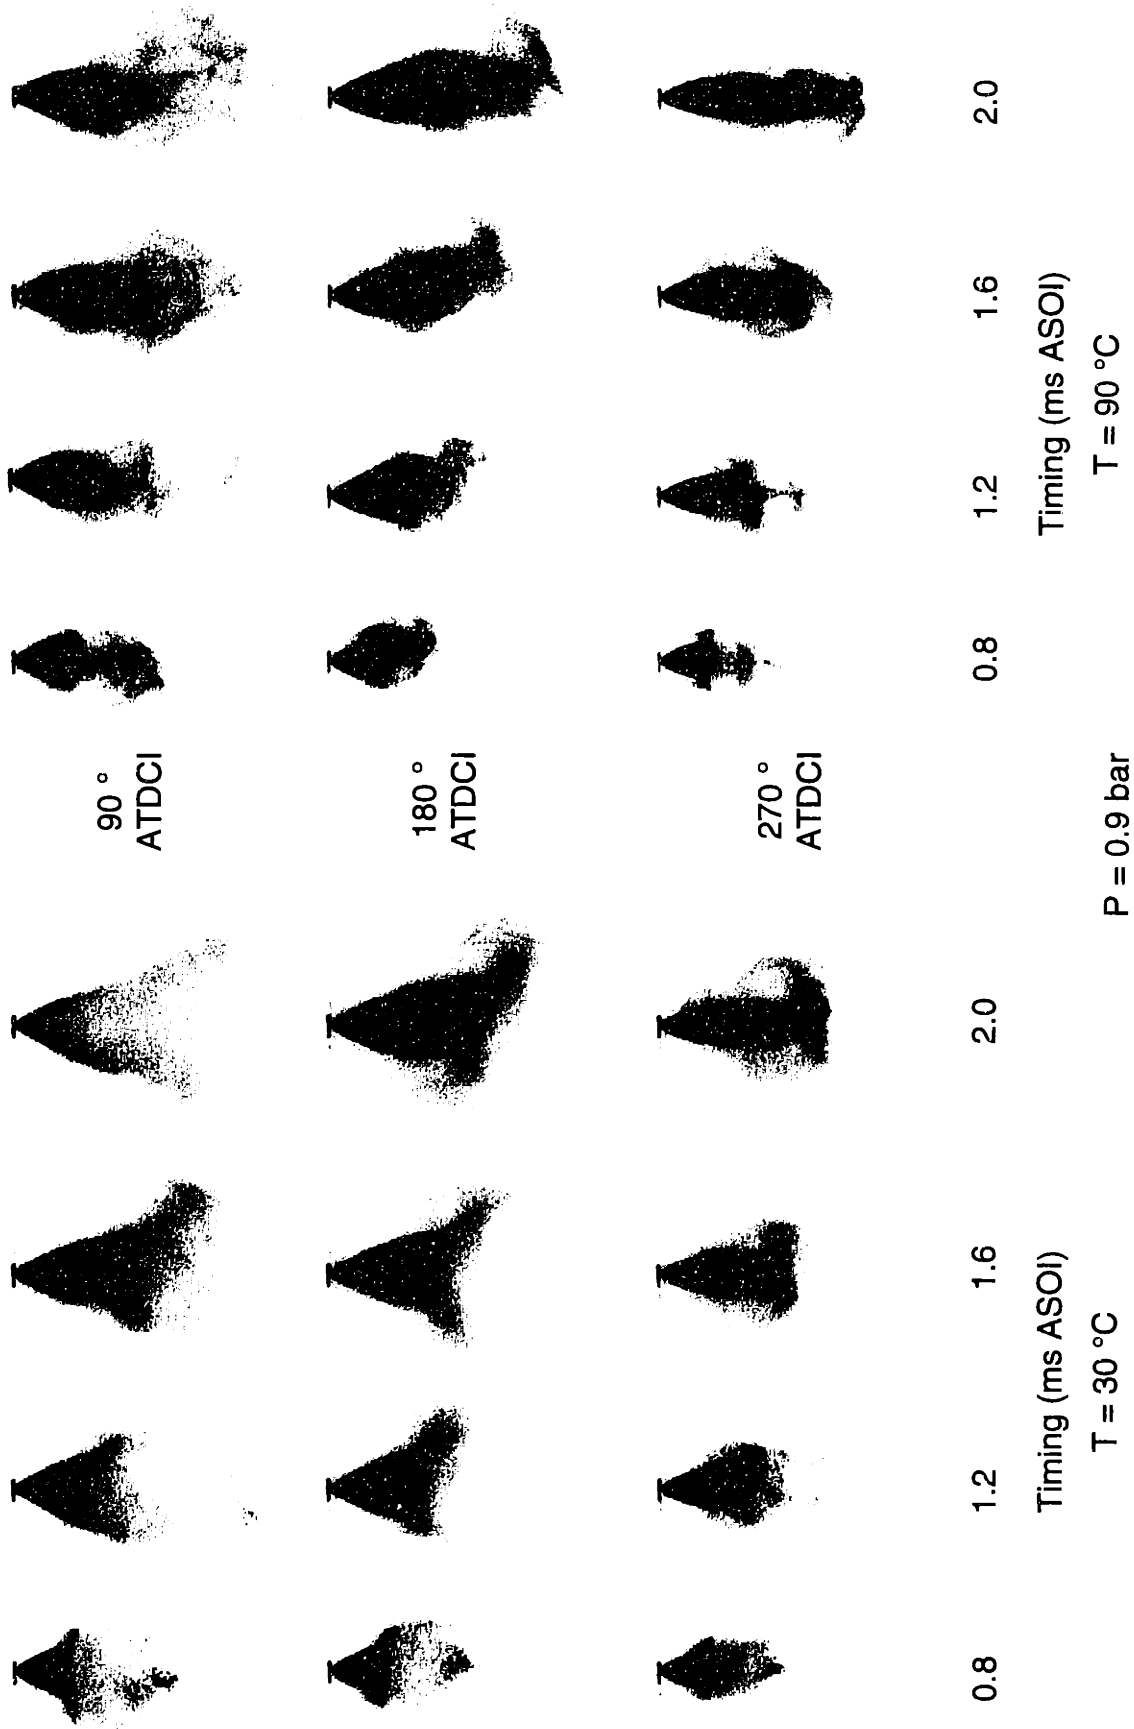 90 °
ATDCI
180 °
ATDCI
270 °
ATDCI
0.8
1.2
1.6
2.0
0.8
1.2
1.6
2.0
Timing (ms ASOI)
Timing (ms ASOI)
T = 30 °C
P = 0.9 bar
T = 90 °C